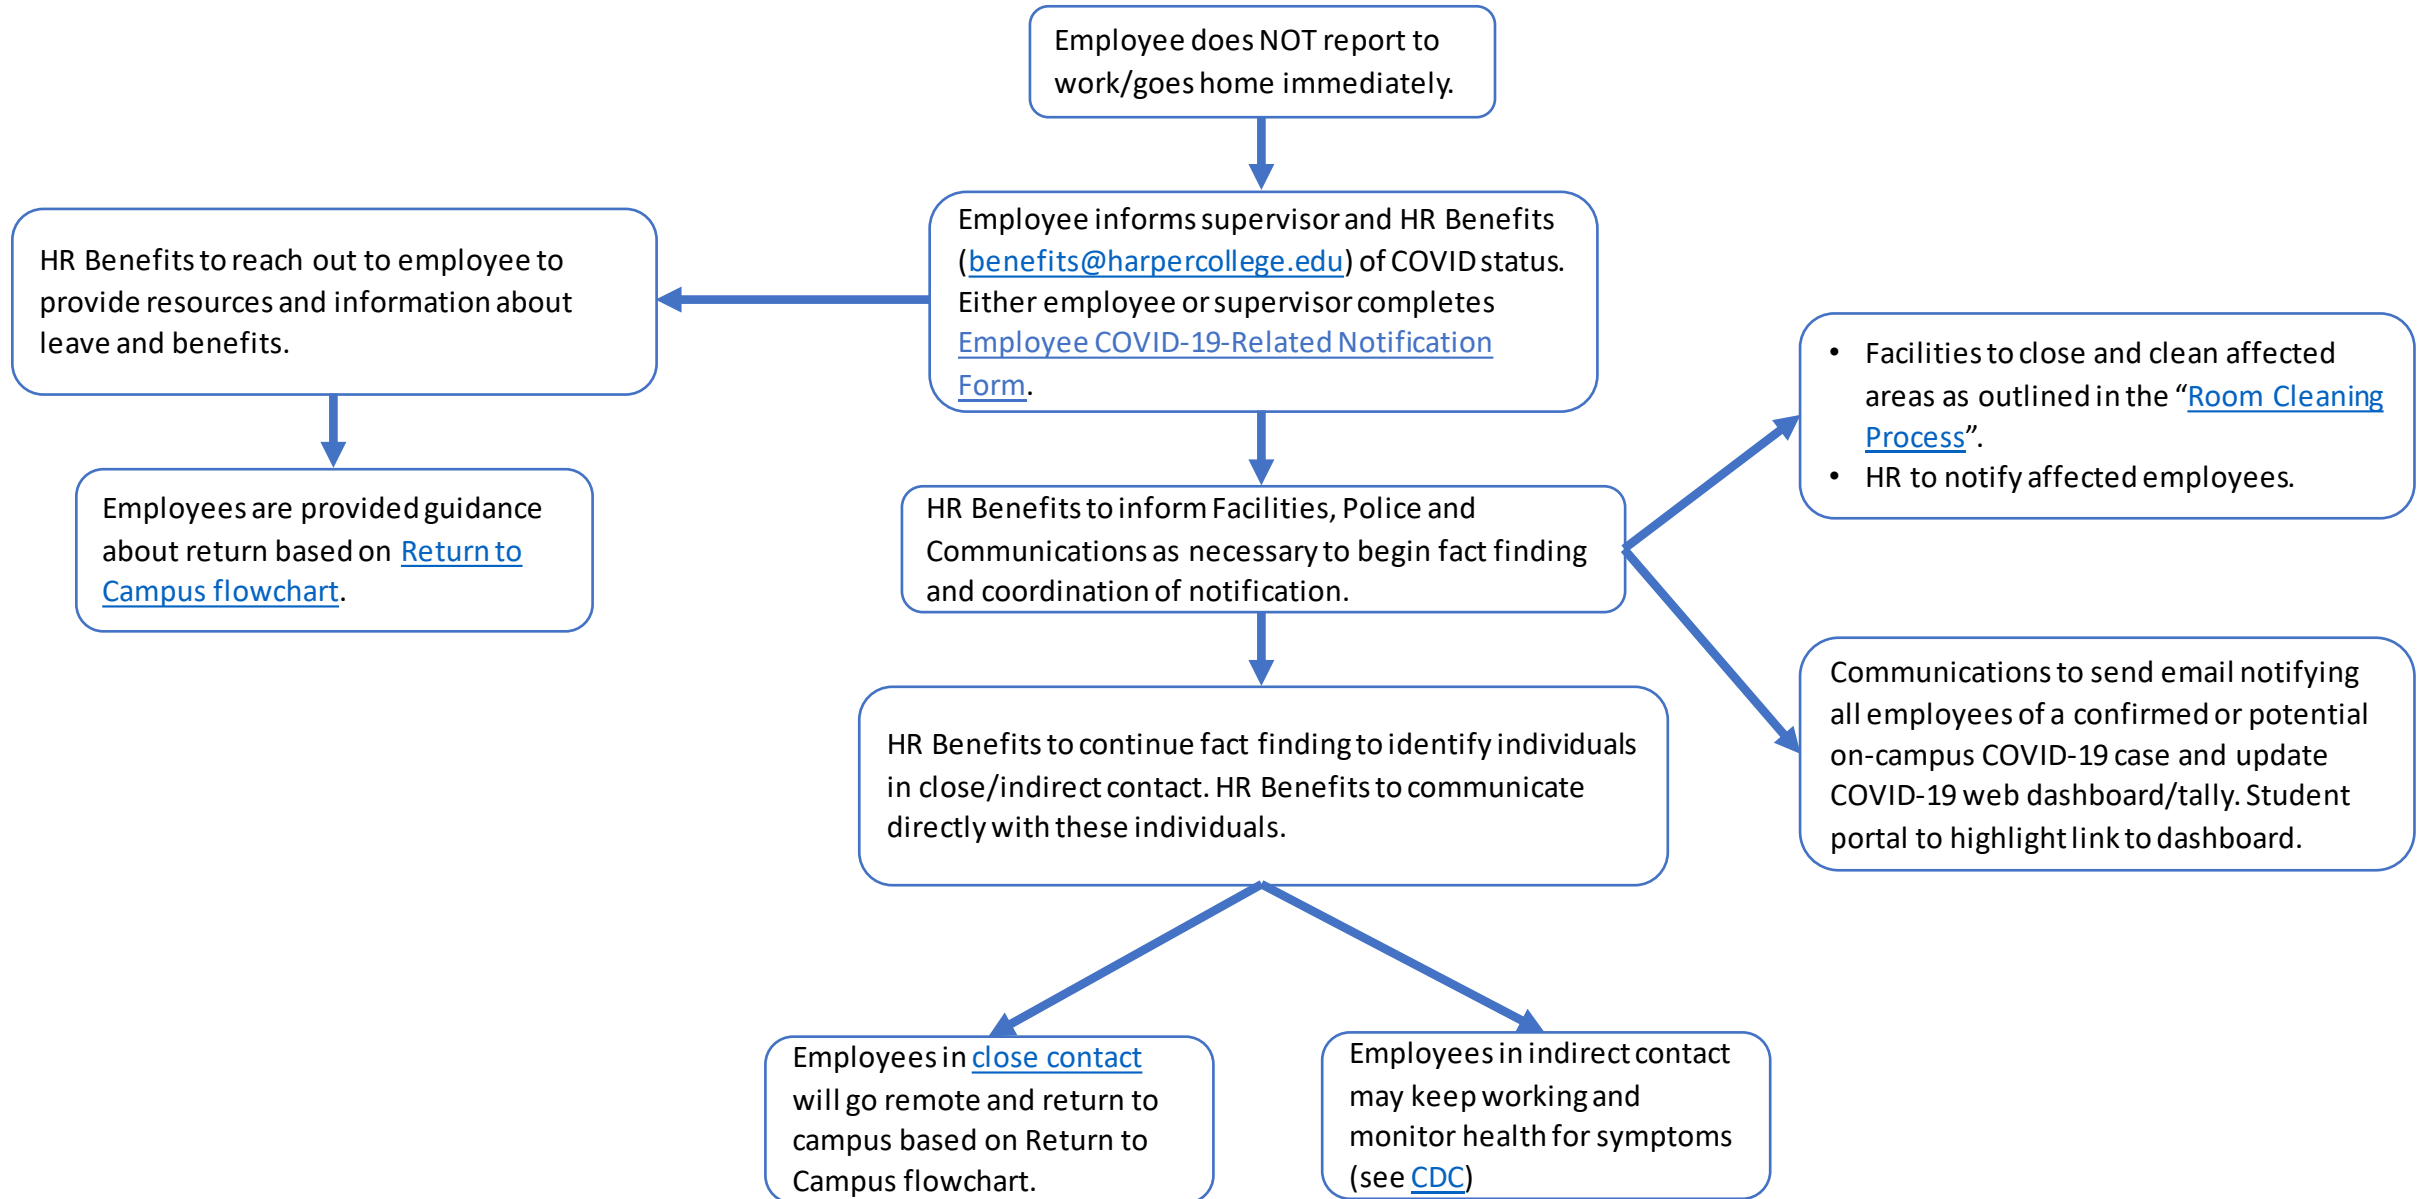 Employee does NOT report to
work/goes home immediately.
Employee informs supervisor and HR Benefits
(benefits@harpercollege.edu) of COVID status.
Either employee or supervisor completes
Employee COVID-19-Related Notification
Form.
HR Benefits to reach out to employee to
provide resources and information about
leave and benefits.
Employees are provided guidance
about return based on Return to
Campus flowchart.
HR Benefits to inform Facilities, Police and
Communications as necessary to begin fact finding
and coordination of notification.
• Facilities to close and clean affected
areas as outlined in the “Room Cleaning
Process”.
• HR to notify affected employees.
Communications to send email notifying
all employees of a confirmed or potential
on-campus COVID-19 case and update
COVID-19 web dashboard/tally. Student
portal to highlight link to dashboard.
HR Benefits to continue fact finding to identify individuals
in close/indirect contact. HR Benefits to communicate
directly with these individuals.
Employees in close contact
will go remote and return to
campus based on Return to
Campus flowchart.
Employees in indirect contact
may keep working and
monitor health for symptoms
(see CDC)